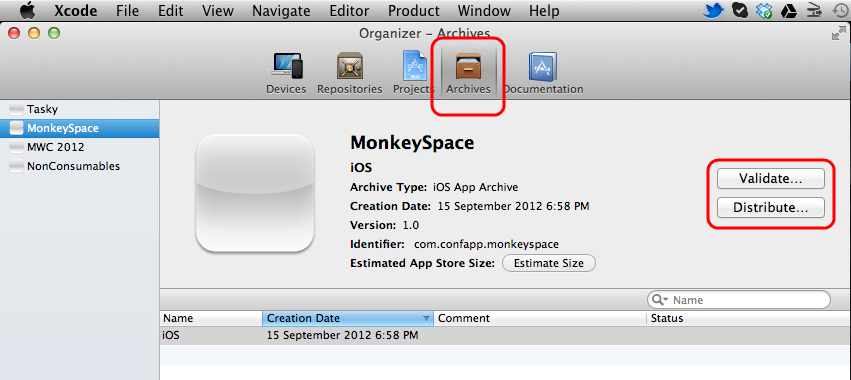 Xcode File Edit View Navigate Editor Product Window Help
Organizer – Archives
Devices Repositories Projects Archives Documentation
Tasky
MonkeySpace
MWC 2012
NonConsumables
MonkeySpace
iOS
Archive Type: iOS App Archive
Creation Date: 15 September 2012 6:58 PM
Version: 1.0
Identifier: com.confapp.monkeyspace
Estimated App Store Size: Estimate Size
Validate...
Distribute...
Name
Name Creation Date Comment Status
iOS 15 September 2012 6:58 PM